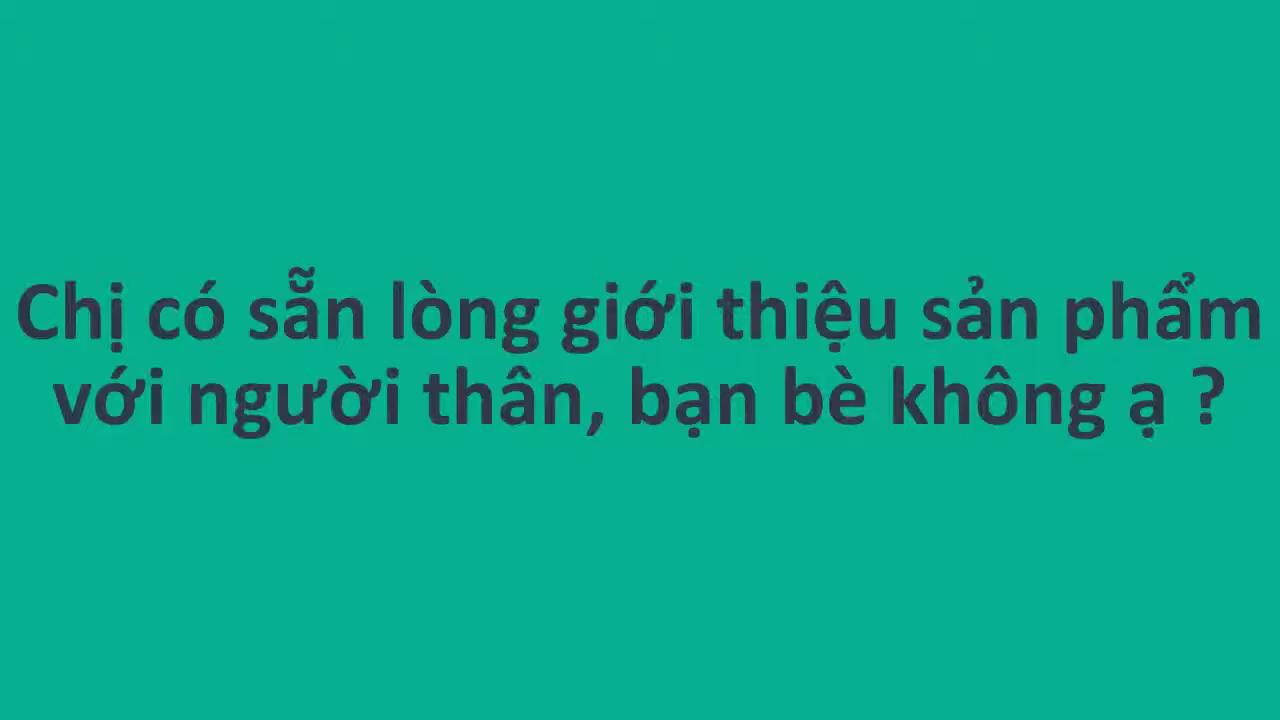 Chị có sẵn lòng giới thiệu sản phẩm
với người thân, bạn bè không ạ ?